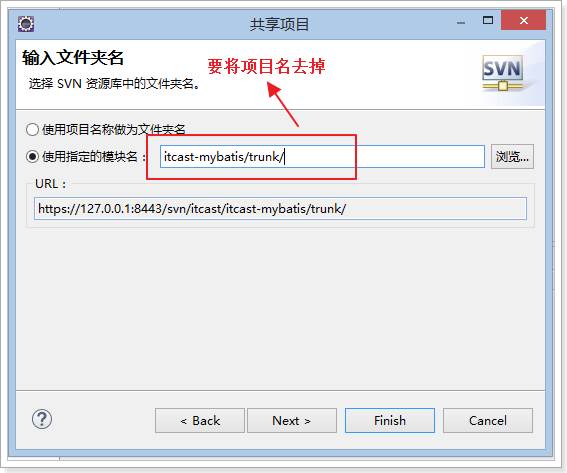 共享项目
输入文件夹名
选择 SVN 资源库中的文件夹名。
要将项目名去掉
SVN
使用项目名称做为文件夹名
使用指定的模块名：
itcast-mybatis/trunk/
浏览...
URL：
https://127.0.0.1:8443/svn/itcast/itcast-mybatis/trunk/
?
< Back
Next >
Finish
Cancel